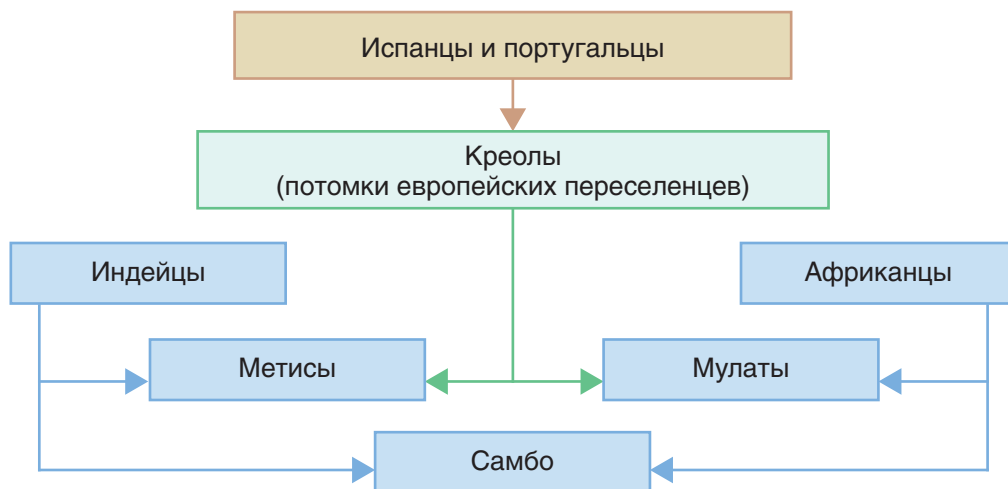 Испанцы и португальцы
Креолы
(потомки европейских переселенцев)
Индейцы
Африканцы
Метисы
Мулаты
Самбо